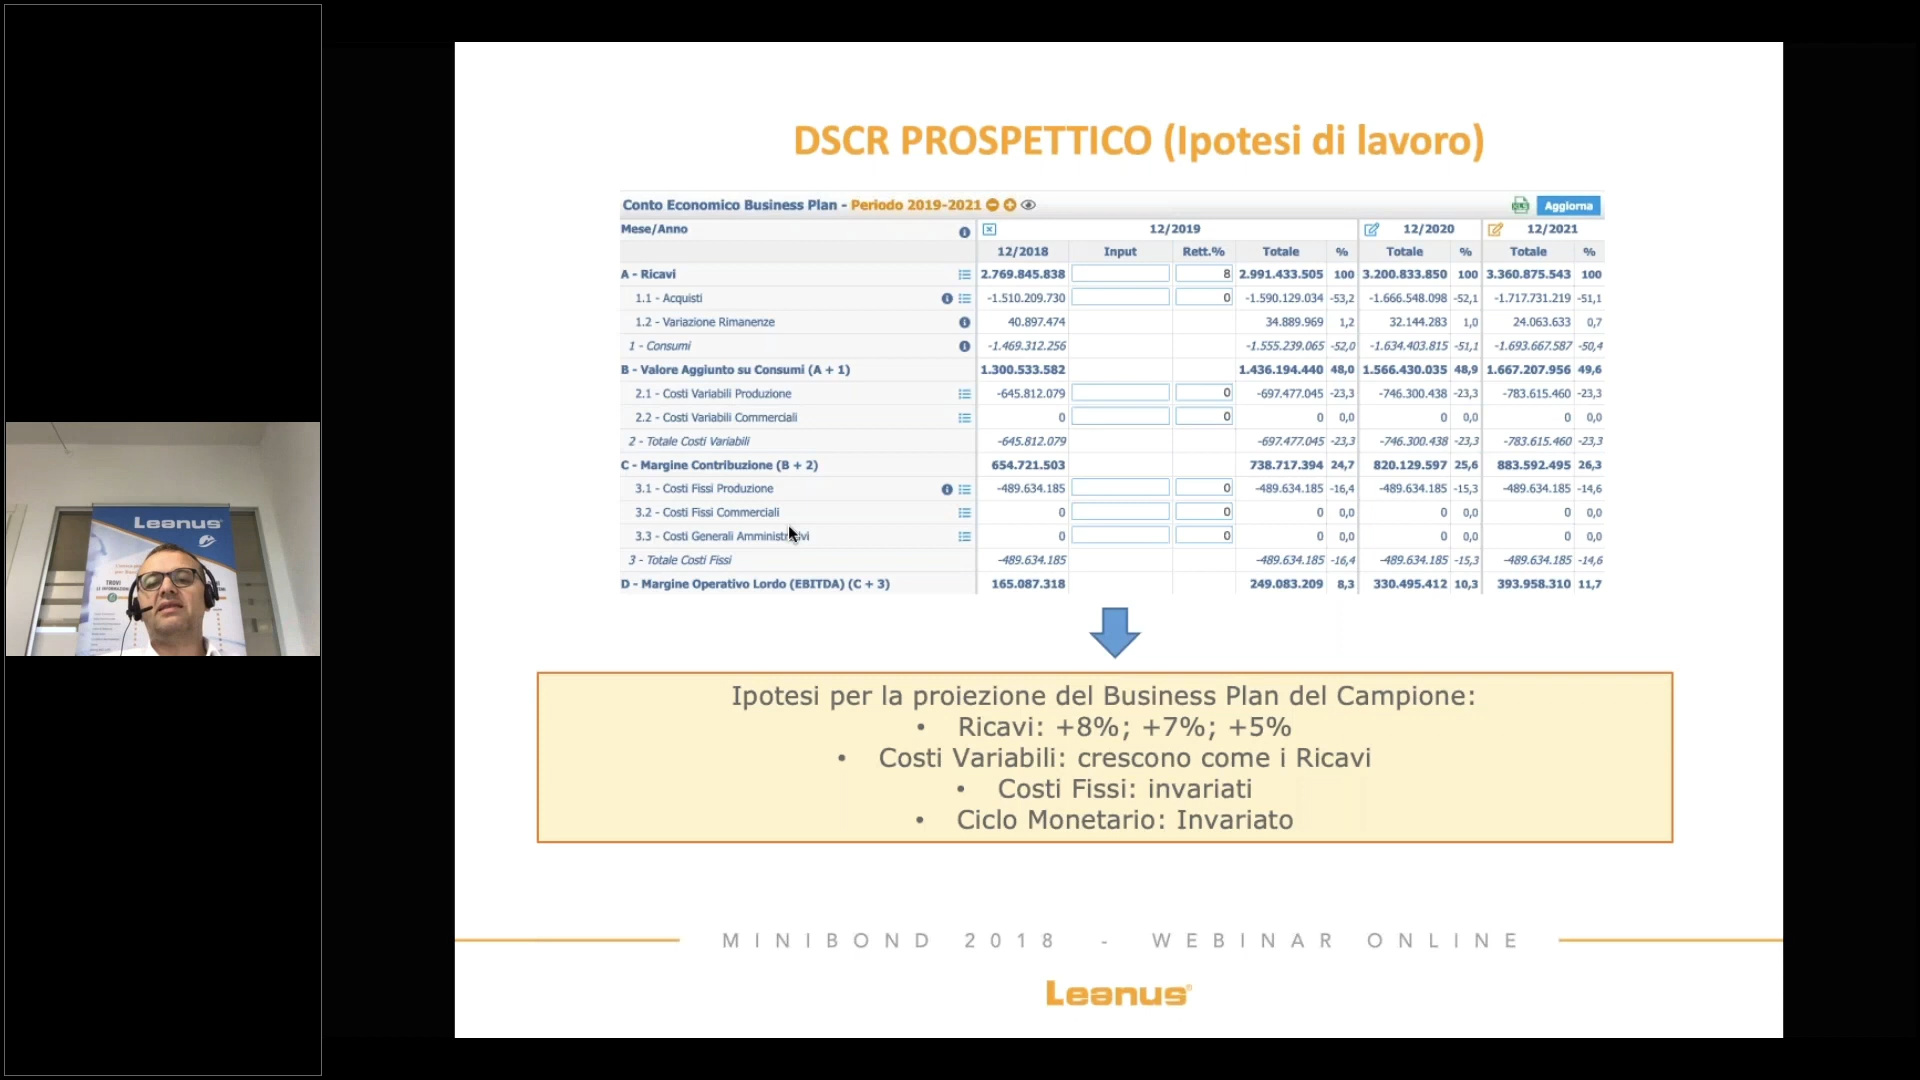 DSCR PROSPETTICO (Ipotesi di lavoro)
Conto Economico Business Plan - Periodo 2019-2021 Aggiorna
Mese/Anno 12/2019 12/2020 12/2021
12/2018 Input Rett.% Totale % Totale % Totale %
A - Ricavi 2.769.845.838 8 2.991.433.505 100 3.200.833.850 100 3.360.875.543 100
1.1 - Acquisti -1.510.209.730 0 -1.590.129.034 -53,2 -1.666.548.098 -52,1 -1.717.731.219 -51,1
1.2 - Variazione Rimanenze 40.897.474 34.889.969 1,2 32.144.283 1,0 24.063.633 0,7
1 - Consumi -1.469.312.256 -1.555.239.065 -52,0 -1.634.403.815 -51,1 -1.693.667.587 -50,4
B - Valore Aggiunto su Consumi (A + 1) 1.300.533.582 1.436.194.440 48,0 1.566.430.035 48,9 1.667.207.956 49,6
2.1 - Costi Variabili Produzione -645.812.079 0 -697.477.045 -23,3 -746.300.438 -23,3 -783.615.460 -23,3
2.2 - Costi Variabili Commerciali 0 0 0 0,0 0 0,0 0 0,0
2 - Totale Costi Variabili -645.812.079 -697.477.045 -23,3 -746.300.438 -23,3 -783.615.460 -23,3
C - Margine Contribuzione (B + 2) 654.721.503 738.717.394 24,7 820.129.597 25,6 883.592.495 26,3
3.1 - Costi Fissi Produzione -489.634.185 0 -489.634.185 -16,4 -489.634.185 -15,3 -489.634.185 -14,6
3.2 - Costi Fissi Commerciali 0 0 0 0,0 0 0,0 0 0,0
3.3 - Costi Generali Amministrativi 0 0 0 0,0 0 0,0 0 0,0
3 - Totale Costi Fissi -489.634.185 -489.634.185 -16,4 -489.634.185 -15,3 -489.634.185 -14,6
D - Margine Operativo Lordo (EBITDA) (C + 3) 165.087.318 249.083.209 8,3 330.495.412 10,3 393.958.310 11,7
Ipotesi per la proiezione del Business Plan del Campione:
• Ricavi: +8%; +7%; +5%
• Costi Variabili: crescono come i Ricavi
• Costi Fissi: invariati
• Ciclo Monetario: Invariato
MINIBOND 2018 - WEBINAR ONLINE
Leanus®
Leanus
TROVI